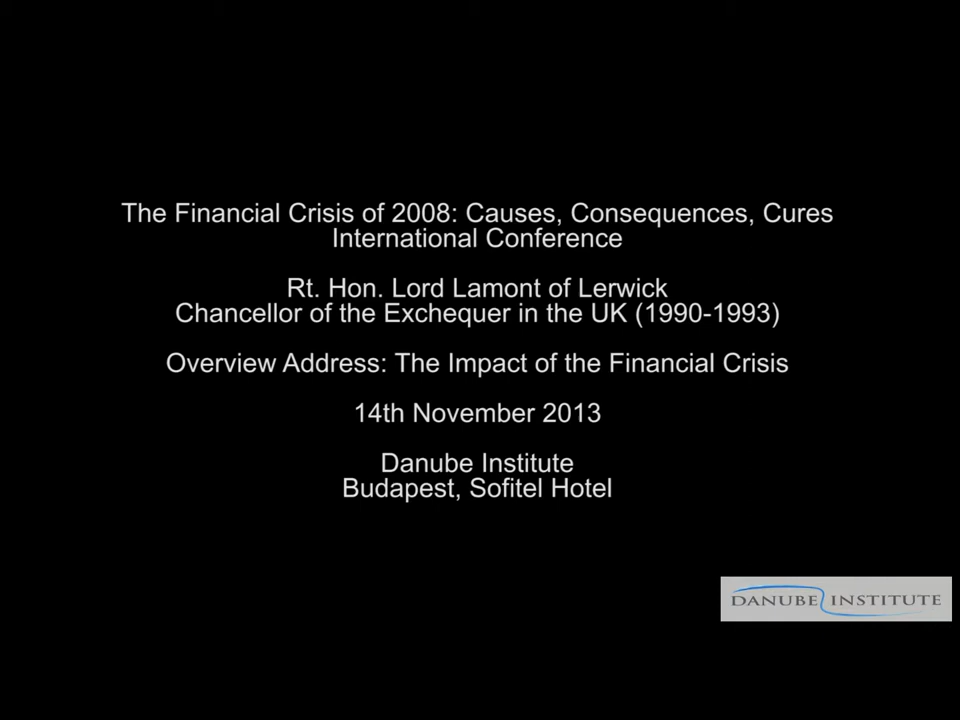 The Financial Crisis of 2008: Causes, Consequences, Cures
International Conference
Rt. Hon. Lord Lamont of Lerwick
Chancellor of the Exchequer in the UK (1990-1993)
Overview Address: The Impact of the Financial Crisis
14th November 2013
Danube Institute
Budapest, Sofitel Hotel
DANUBE INSTITUTE